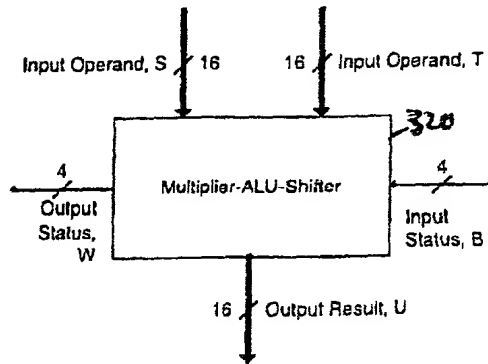 Input Operand, S 16
16 Input Operand, T
320
4
Output
Status,
W
Multiplier-ALU-Shifter
4
Input
Status, B
16 Output Result, U